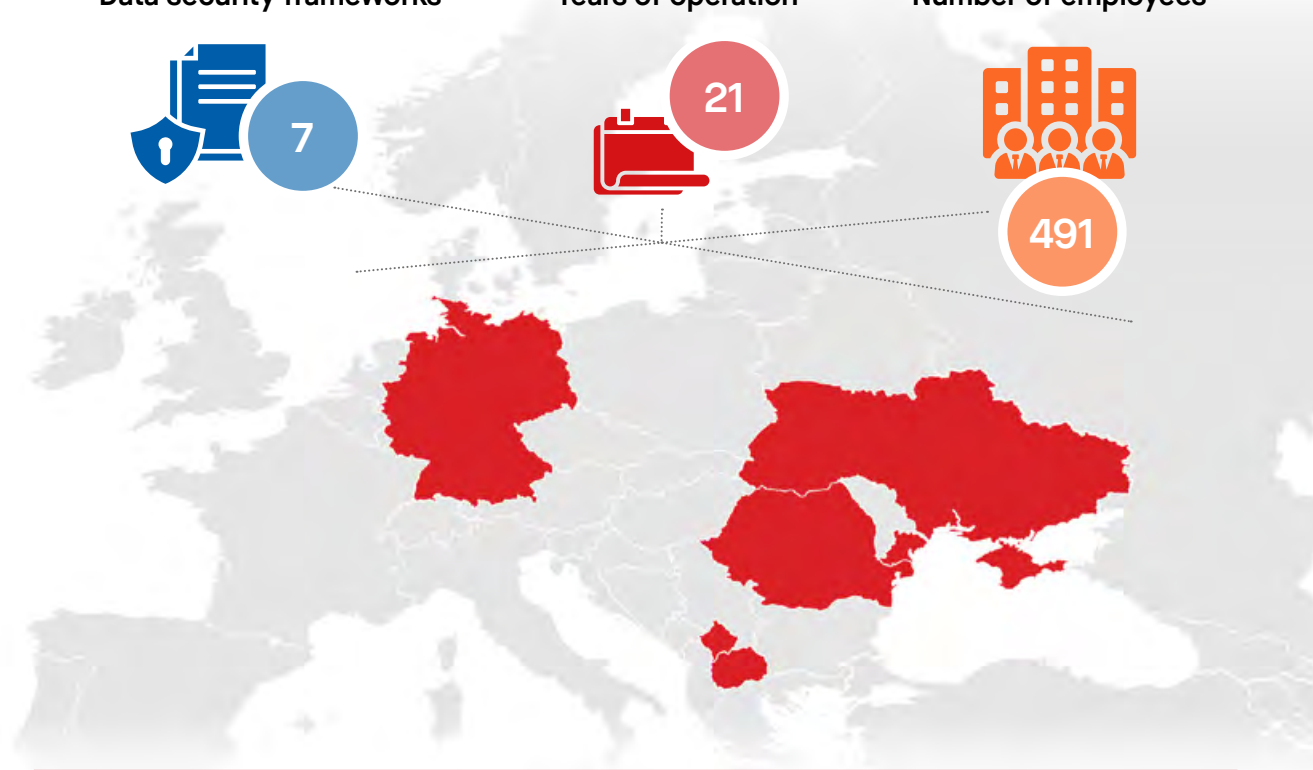 Data security frameworks
Years of operation
Number of employees
7
21
491